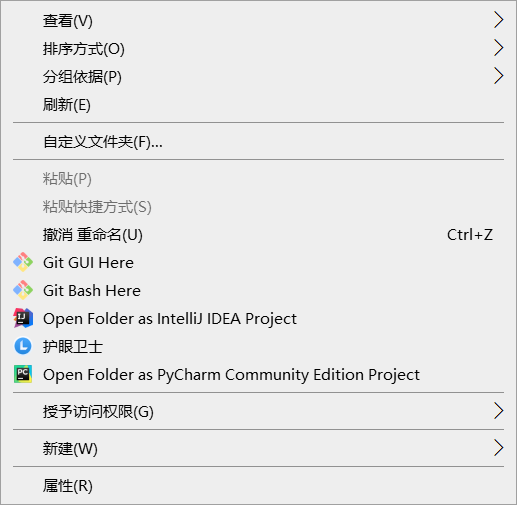 查看(V)
排序方式(O)
分组依据(P)
刷新(E)
自定义文件夹(F)...
粘贴(P)
粘贴快捷方式(S)
撤消 重命名(U) Ctrl+Z
Git GUI Here
Git Bash Here
IJ Open Folder as IntelliJ IDEA Project
护眼卫士
PC Open Folder as PyCharm Community Edition Project
授予访问权限(G)
新建(W)
属性(R)